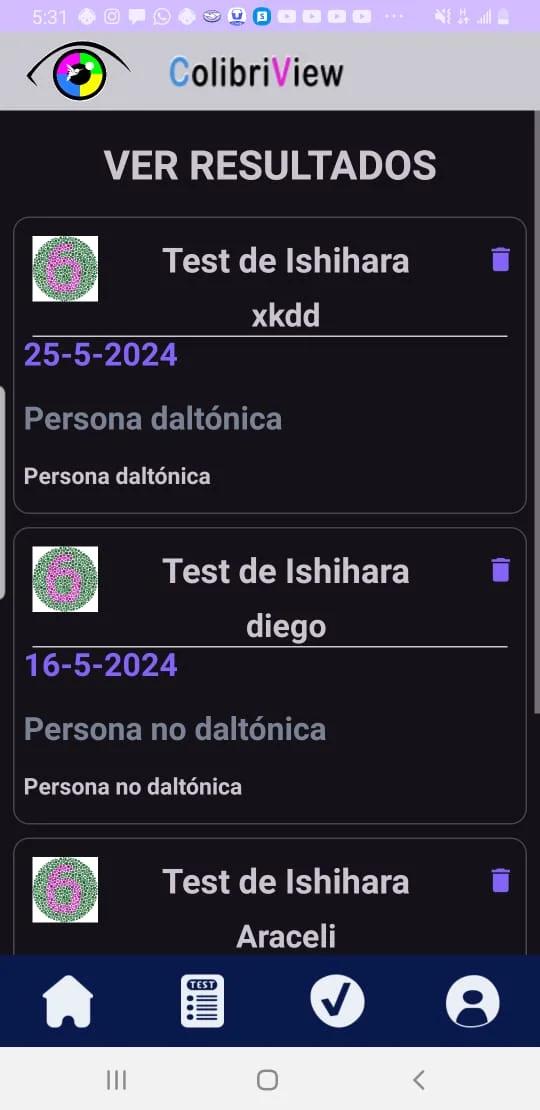 5:31
ColibriView
VER RESULTADOS
6
Test de Ishihara
xkdd
25-5-2024
Persona daltónica
Persona daltónica
6
Test de Ishihara
diego
16-5-2024
Persona no daltónica
Persona no daltónica
6
Test de Ishihara
Araceli
TEST